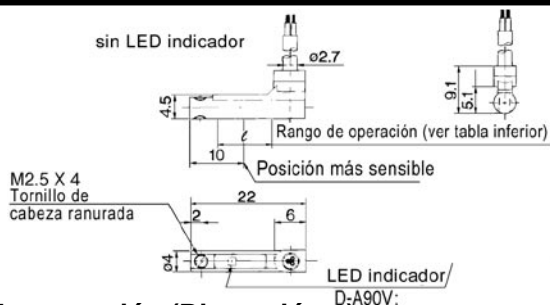 sin LED indicador
ø2.7
4.5
9.1
5.1
ℓ
Rango de operación (ver tabla inferior)
10
Posición más sensible
M2.5 X 4
Tornillo de
cabeza ranurada
22
2
6
ø4
LED indicador/
D-A90V: